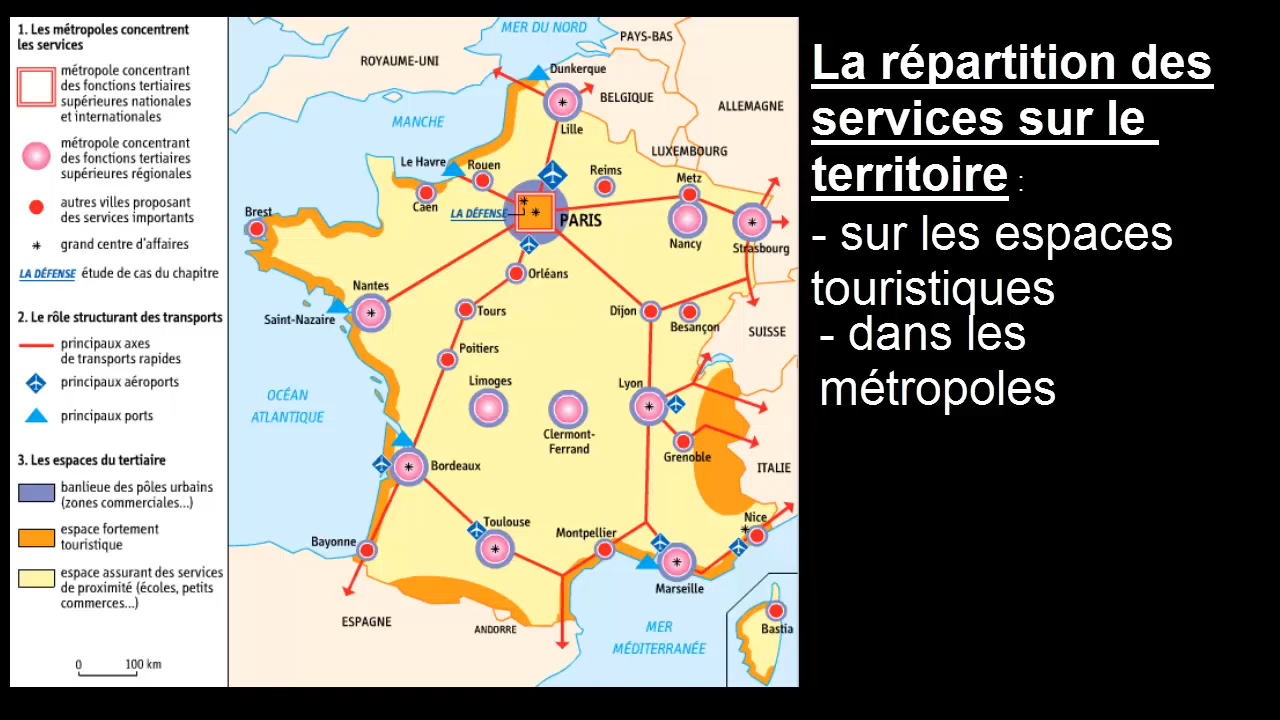 1. Les métropoles concentrent
les services
métropole concentrant
des fonctions tertiaires
supérieures nationales
et internationales
métropole concentrant
des fonctions tertiaires
supérieures régionales
autres villes proposant
des services importants
grand centre d'affaires
LA DÉFENSE étude de cas du chapitre
2. Le rôle structurant des transports
principaux axes
de transports rapides
principaux aéroports
principaux ports
3. Les espaces du tertiaire
banlieue des pôles urbains
(zones commerciales...)
espace fortement
touristique
espace assurant des services
de proximité (écoles, petits
commerces...)
0 100 km
MER DU NORD
PAYS-BAS
ROYAUME-UNI
Dunkerque
BELGIQUE
ALLEMAGNE
MANCHE
Lille
LUXEMBOURG
Le Havre
Rouen
Reims
Metz
Caen
LA DÉFENSE
PARIS
Brest
Nancy
Strasbourg
Orléans
Nantes
Saint-Nazaire
Tours
Dijon
Besançon
SUISSE
Poitiers
Limoges
Lyon
OCÉAN
ATLANTIQUE
Clermont-
Ferrand
Grenoble
Bordeaux
ITALIE
Toulouse
Montpellier
Nice
Bayonne
Marseille
ESPAGNE
ANDORRE
MER
MÉDITERRANÉE
Bastia
La répartition des
services sur le
territoire :
- sur les espaces
touristiques
- dans les
métropoles